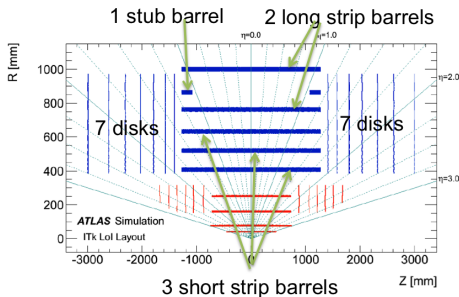 1 stub barrel 2 long strip barrels
η=0.0 η=1.0
R [mm]
1000
η=2.0
800
7 disks 7 disks
600
400
η=3.0
200
ATLAS Simulation
ITk LoI Layout
0
-3000 -2000 -1000 0 1000 2000 3000
Z [mm]
3 short strip barrels